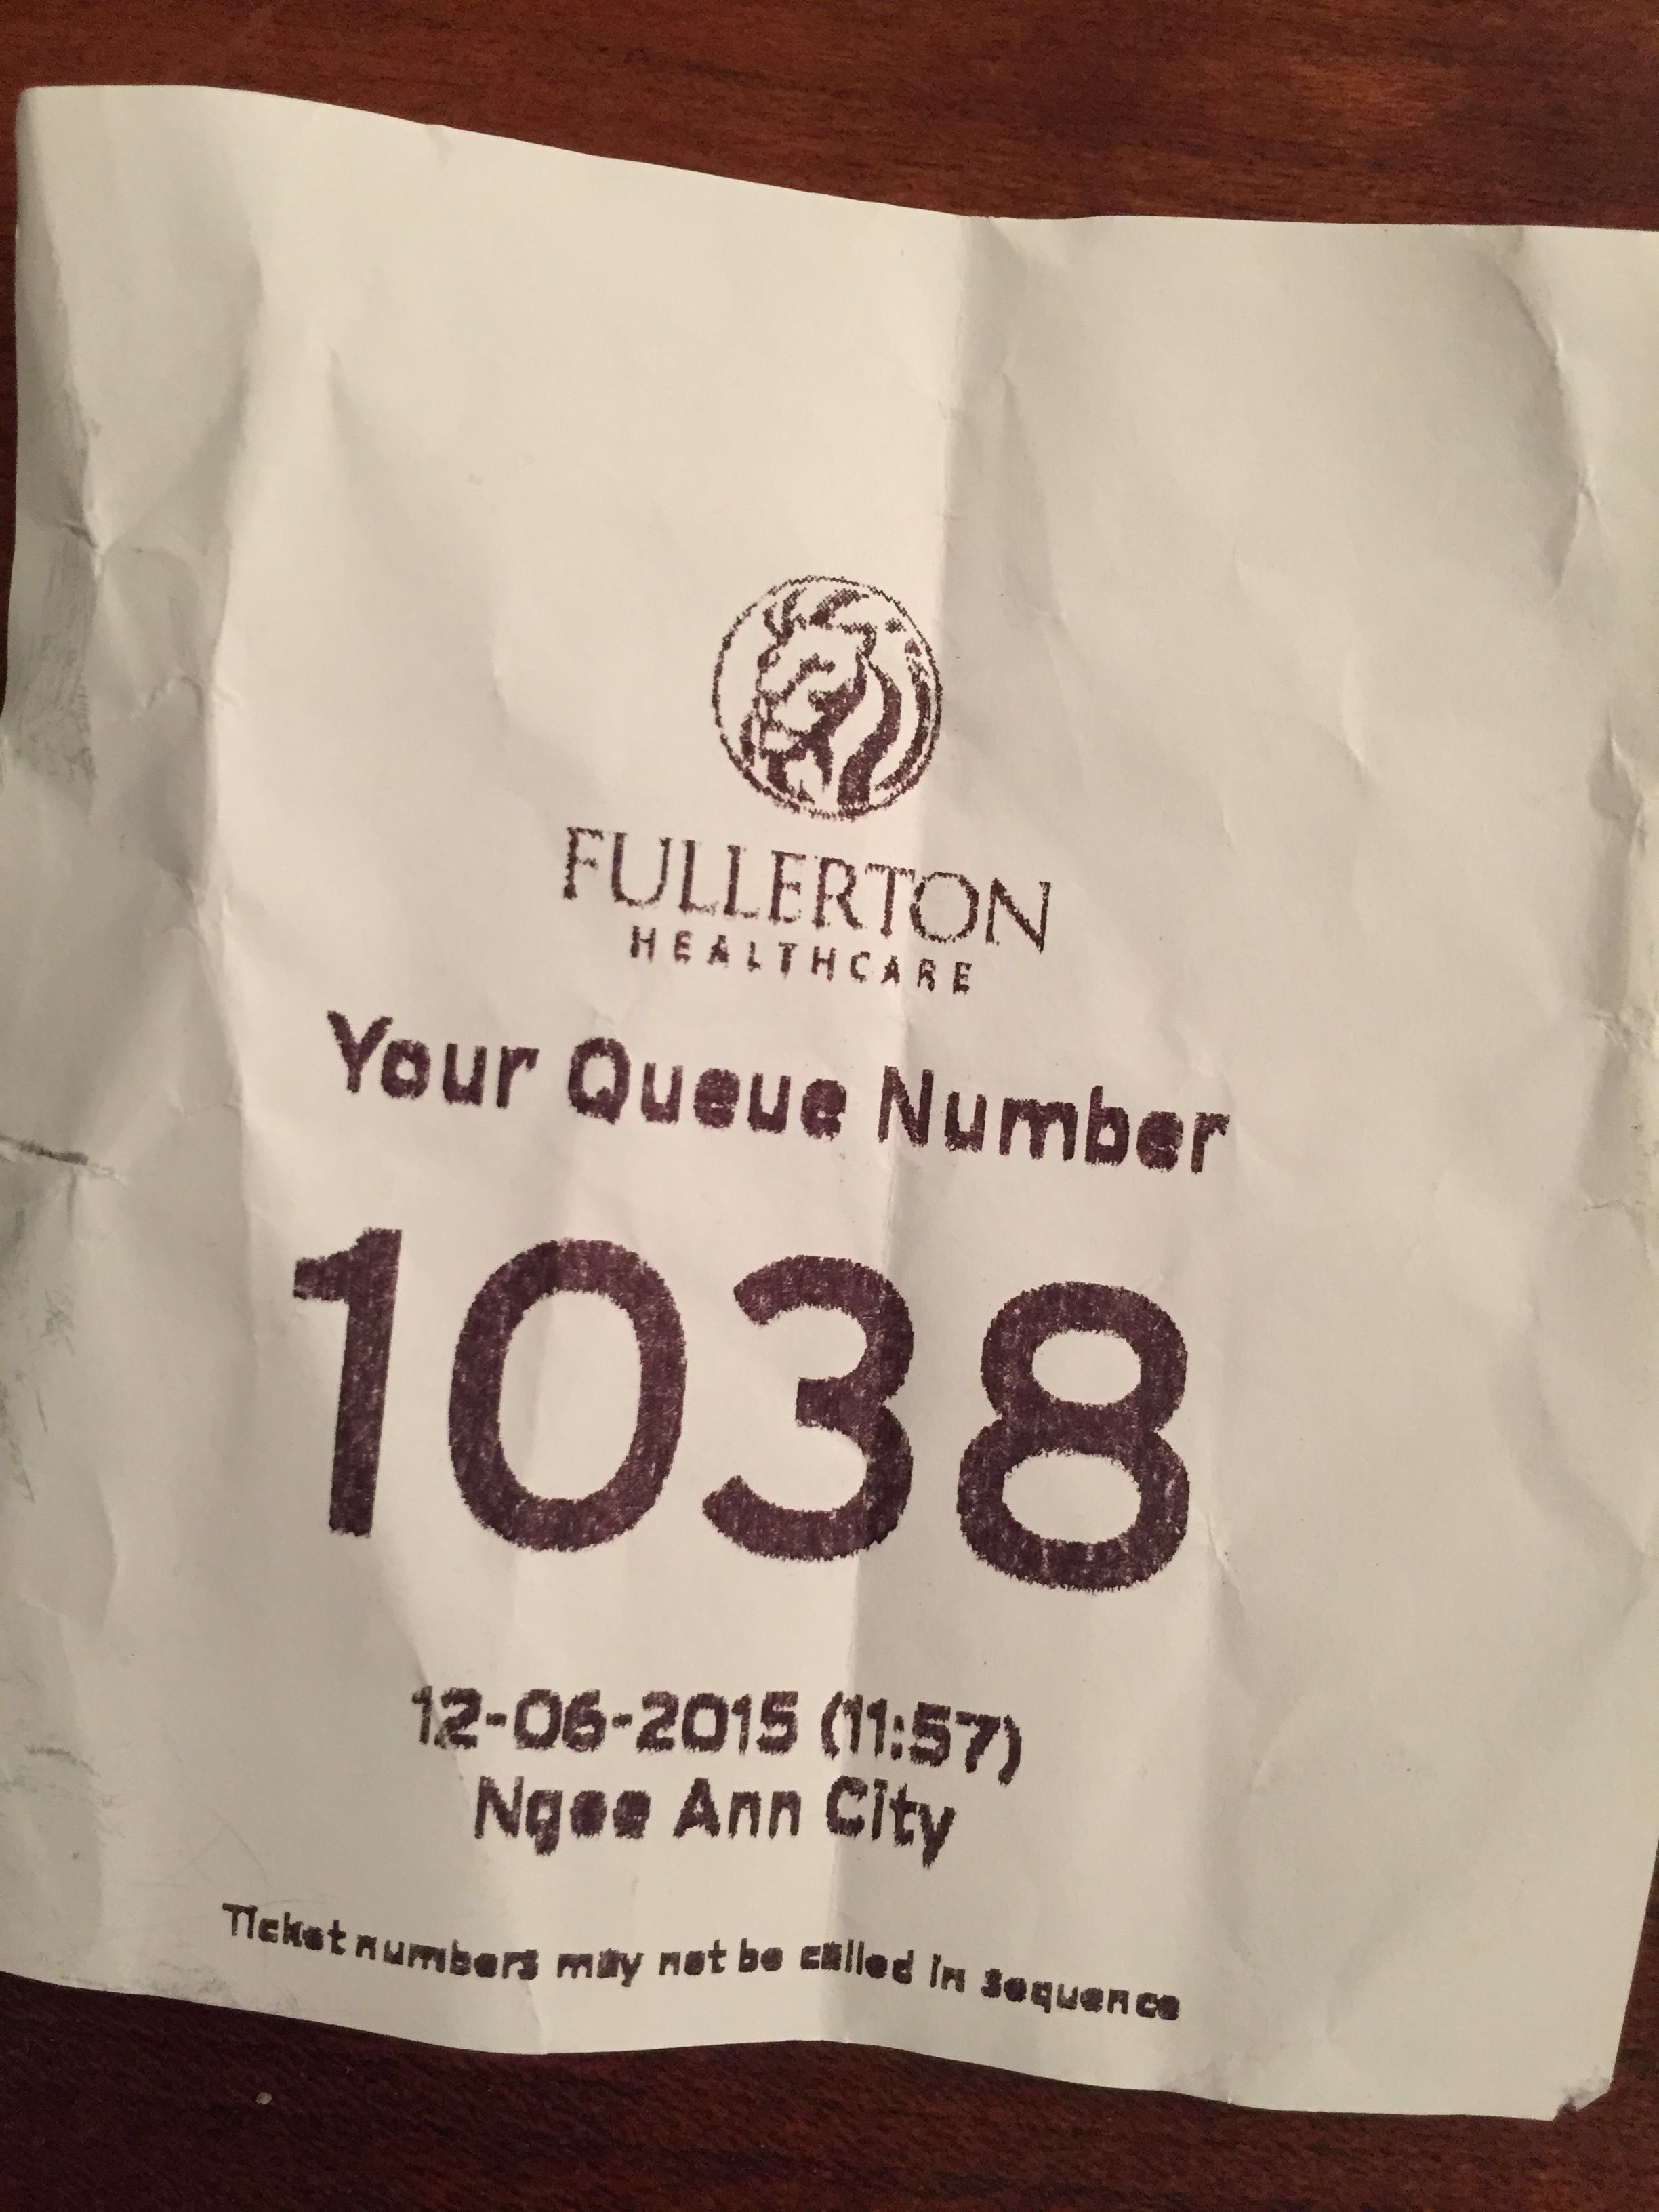 FULLERTON
HEALTHCARE
Your Queue Number
1038
12-06-2015 (11:57)
Ngee Ann City
Ticket numbers may not be called in sequence